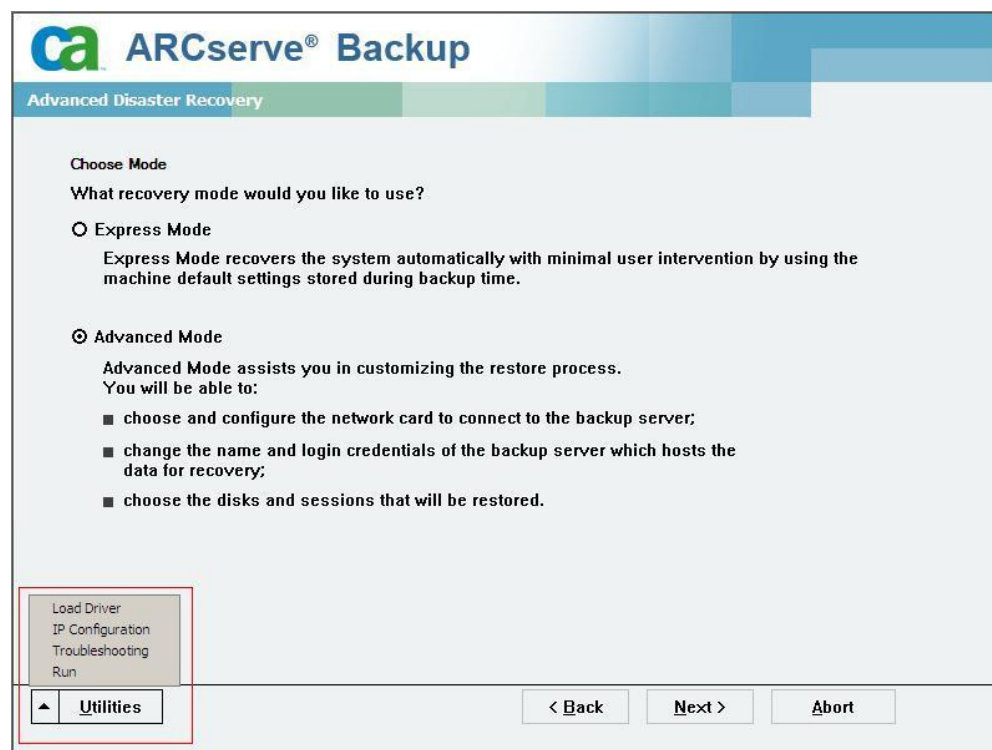 ca ARCserve® Backup
Advanced Disaster Recovery
Choose Mode
What recovery mode would you like to use?
Express Mode
Express Mode recovers the system automatically with minimal user intervention by using the
machine default settings stored during backup time.
Advanced Mode
Advanced Mode assists you in customizing the restore process.
You will be able to:
choose and configure the network card to connect to the backup server;
change the name and login credentials of the backup server which hosts the
data for recovery;
choose the disks and sessions that will be restored.
Load Driver
IP Configuration
Troubleshooting
Run
Utilities
< Back
Next >
Abort